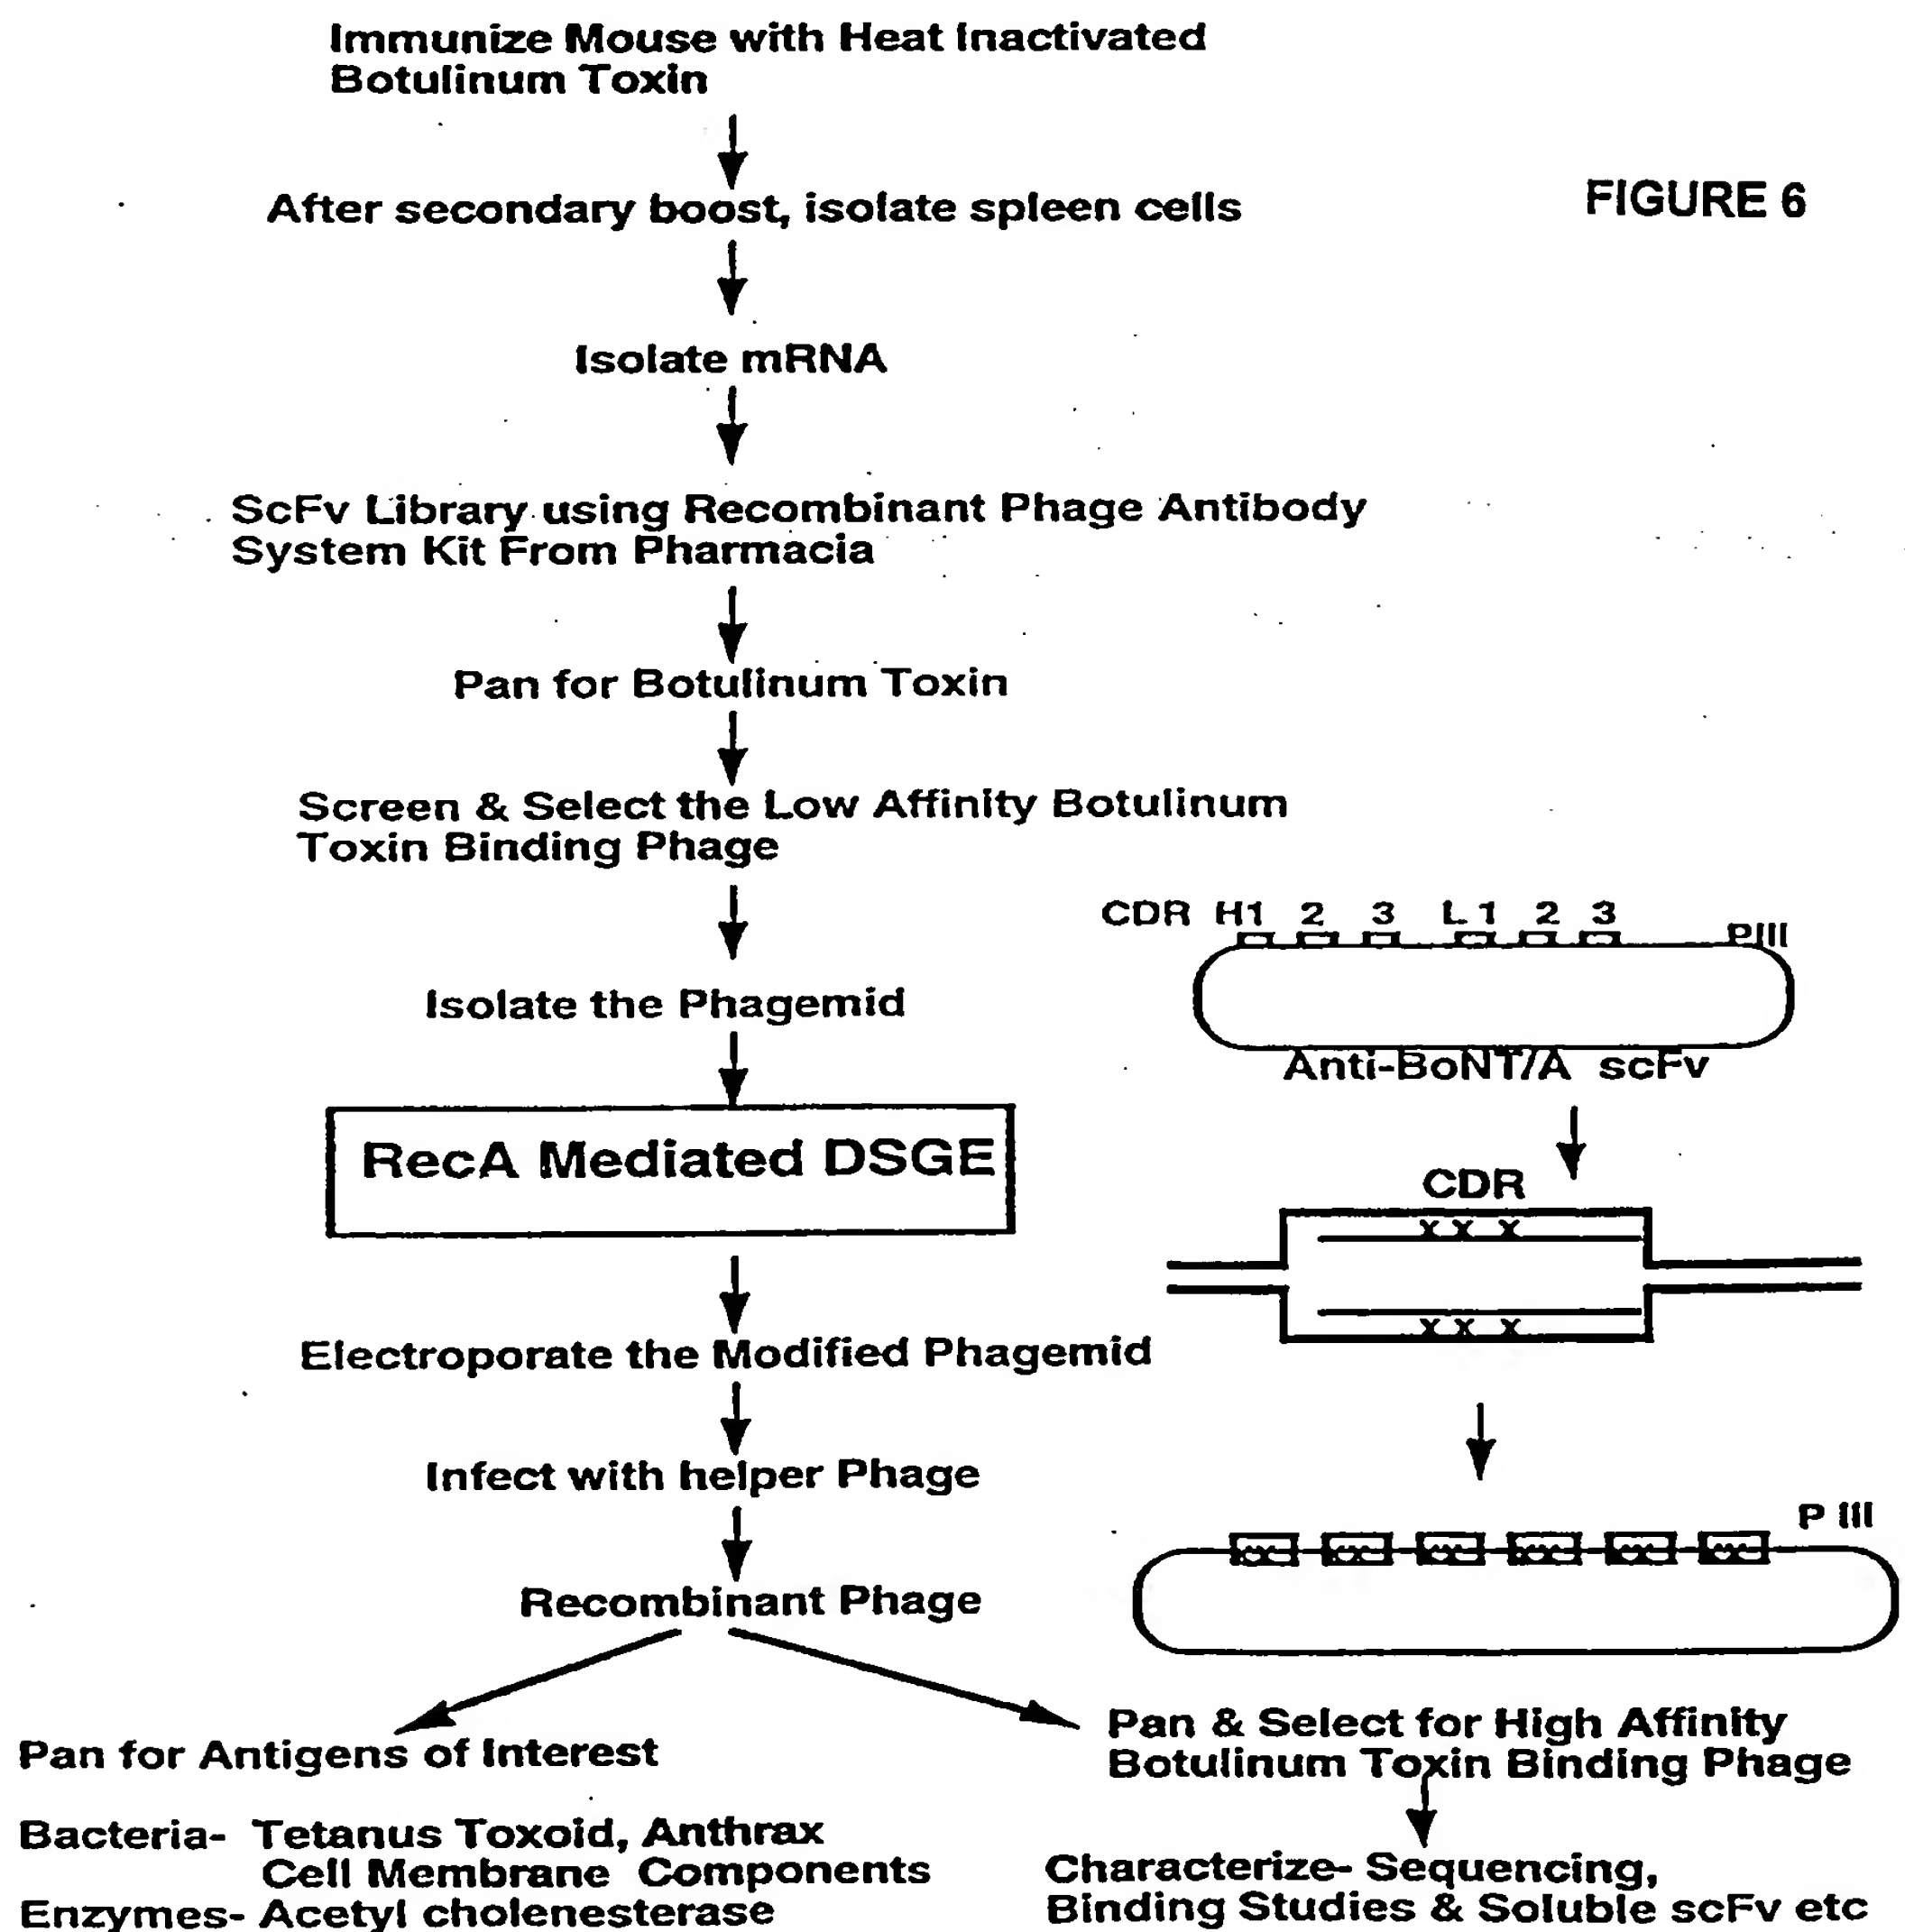 Immunize Mouse with Heat Inactivated
Botulinum Toxin
FIGURE 6
After secondary boost, isolate spleen cells
Isolate mRNA
ScFv Library using Recombinant Phage Antibody
System Kit From Pharmacia
Pan for Botulinum Toxin
Screen & Select the Low Affinity Botulinum
Toxin Binding Phage
Isolate the Phagemid
RecA Mediated DSGE
Electroporate the Modified Phagemid
Infect with helper Phage
Recombinant Phage
CDR H1 2 3 L1 2 3
PIII
Anti-BoNT/A scFv
CDR
x x x
x x x
P III
Pan for Antigens of Interest
Bacteria- Tetanus Toxoid, Anthrax
Cell Membrane Components
Enzymes- Acetyl cholenesterase
Pan & Select for High Affinity
Botulinum Toxin Binding Phage
Characterize- Sequencing,
Binding Studies & Soluble scFv etc